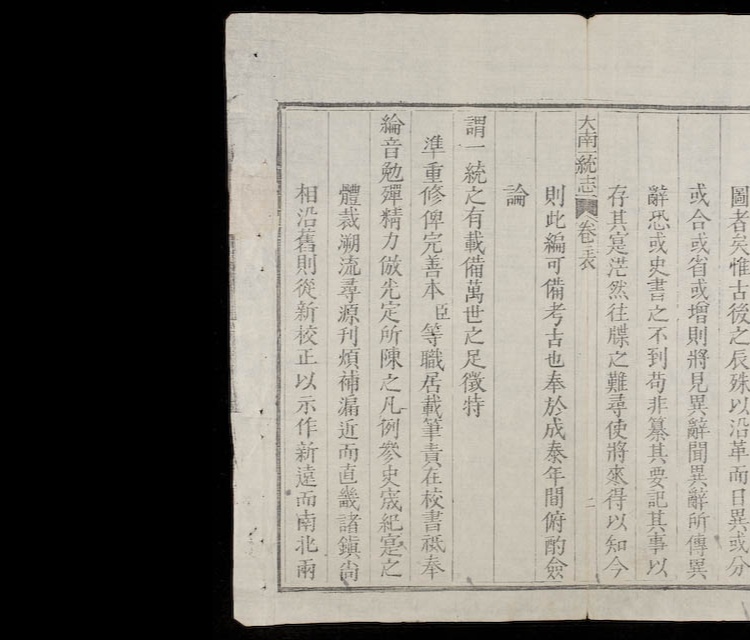 圖者矣惟古後之辰殊以沿革而日異或分
或合或省或增則將見異辭聞異辭所傳異
辭恐或史書之不到苟非纂其要記其事以
存其寔茫然往牒之難尋使將來得以知今
大南一統志 卷之表 二
則此編可備考古也奉於成泰年間俯酌僉
論
謂一統之有載備萬世之足徵特
準重修俾完善本臣等職居載筆責在校書祗奉
綸音勉殫精力倣先定所陳之凡例參史宬紀寔之
體裁溯流尋源刊煩補漏近而直畿諸鎮尙
相沿舊則從新校正以示作新遠而南北兩